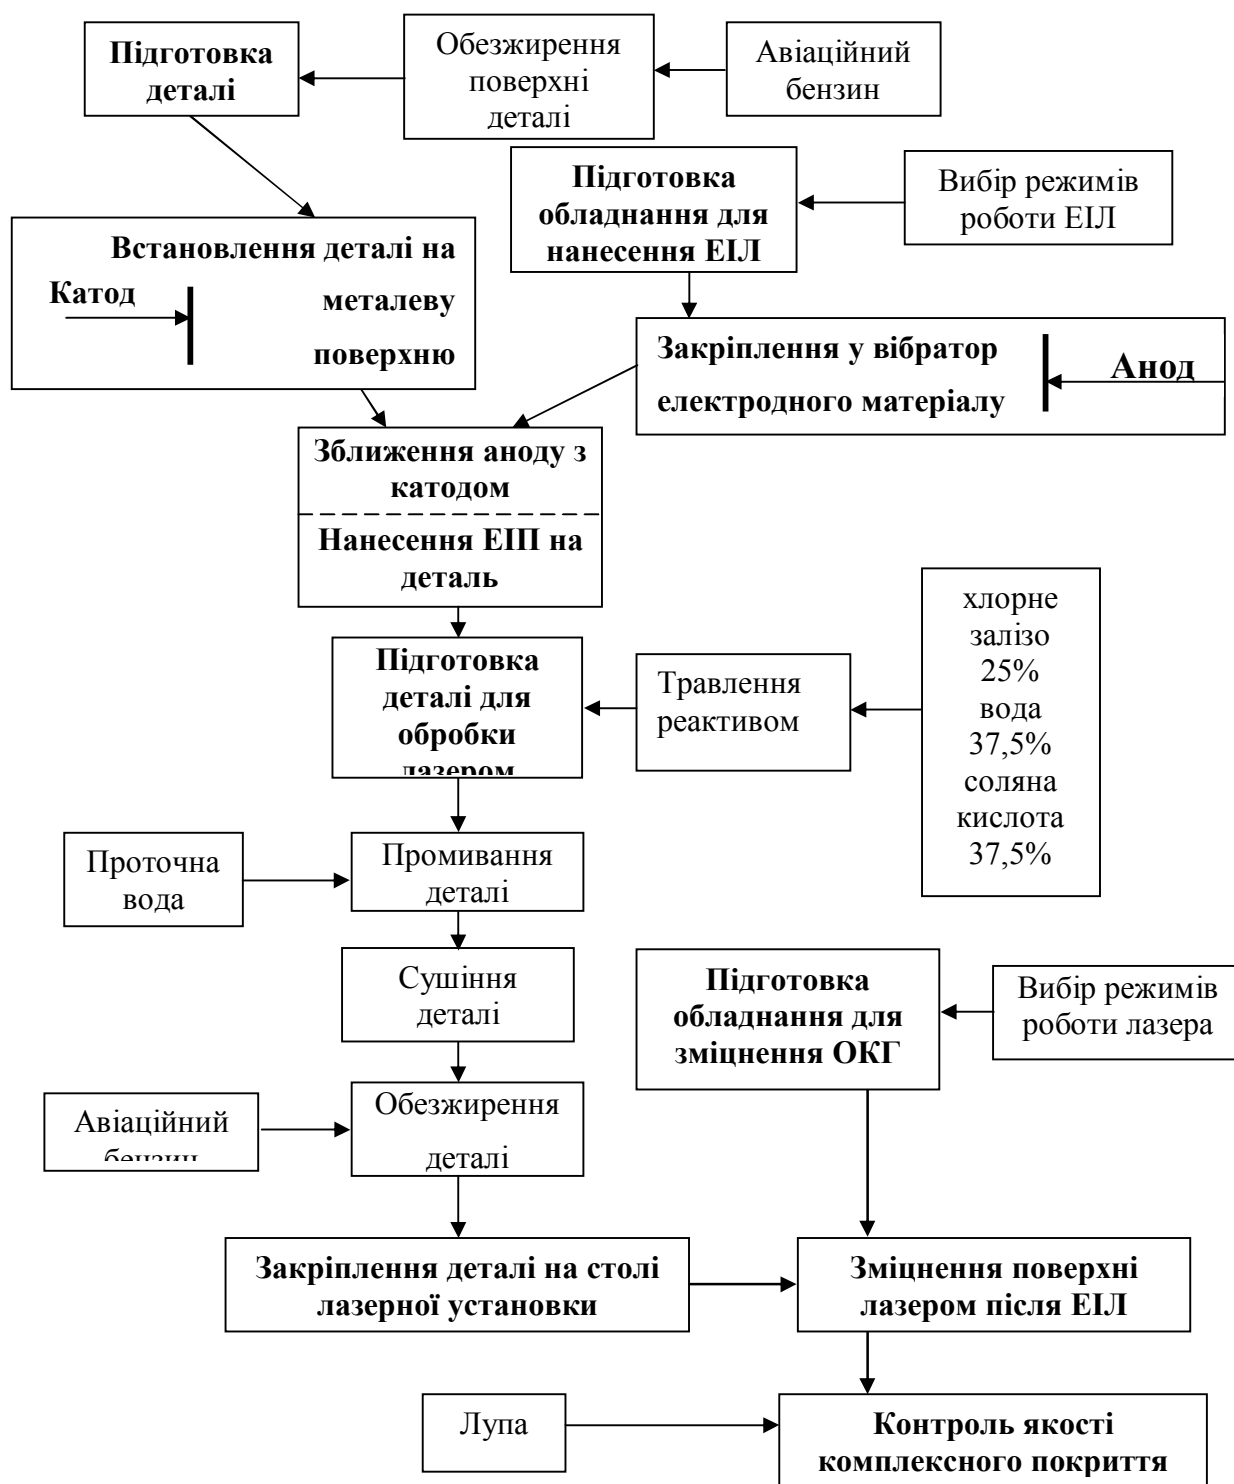 Підготовка
деталі
Обезжирення
поверхні
деталі
Авіаційний
бензин
Підготовка
обладнання для
нанесення ЕІЛ
Вибір режимів
роботи ЕІЛ
Встановлення деталі на
Катод
металеву
поверхню
Закріплення у вібратор
електродного матеріалу
Анод
Зближення аноду з
катодом
Нанесення ЕІП на
деталь
Підготовка
деталі для
обробки
лазером
Травлення
реактивом
хлорне
залізо
25%
вода
37,5%
соляна
кислота
37,5%
Проточна
вода
Промивання
деталі
Сушіння
деталі
Підготовка
обладнання для
зміцнення ОКГ
Вибір режимів
роботи лазера
Авіаційний
бензин
Обезжирення
деталі
Закріплення деталі на столі
лазерної установки
Зміцнення поверхні
лазером після ЕІЛ
Лупа
Контроль якості
комплексного покриття